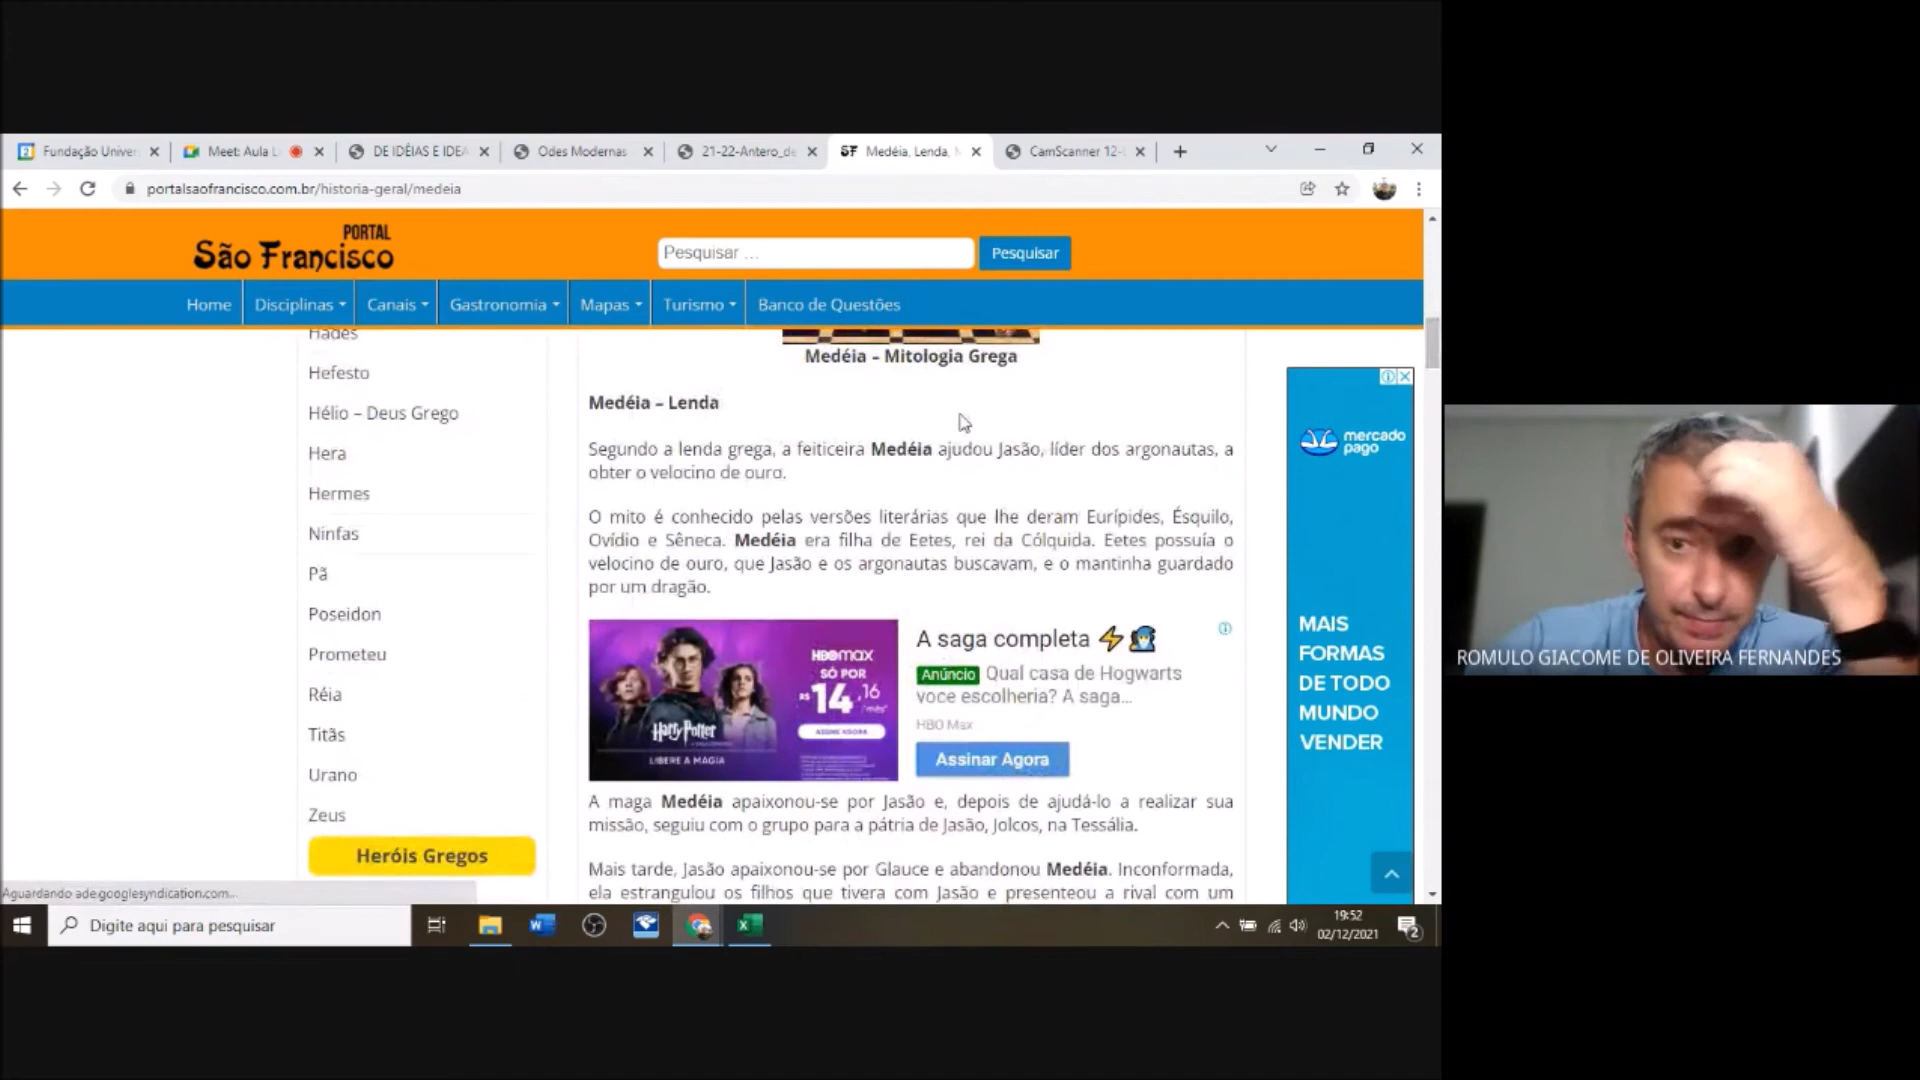 Fundação Univer
Meet: Aula L
DE IDÉIAS E IDEA
Odes Modernas
21-22-Antero_de
Medéia, Lenda, M
CamScanner 12-
portalsaofrancisco.com.br/historia-geral/medeia
PORTAL
São Francisco
Pesquisar ...
Pesquisar
Home
Disciplinas
Canais
Gastronomia
Mapas
Turismo
Banco de Questões
Hades
Hefesto
Hélio – Deus Grego
Hera
Hermes
Ninfas
Pã
Poseidon
Prometeu
Réia
Titãs
Urano
Zeus
Heróis Gregos
Medéia – Mitologia Grega
Medéia – Lenda
Segundo a lenda grega, a feiticeira Medéia ajudou Jasão, líder dos argonautas, a
obter o velocino de ouro.
O mito é conhecido pelas versões literárias que lhe deram Eurípides, Ésquilo,
Ovídio e Sêneca. Medéia era filha de Eetes, rei da Cólquida. Eetes possuía o
velocino de ouro, que Jasão e os argonautas buscavam, e o mantinha guardado
por um dragão.
HBOMAX
SÓ POR
R$ 14,16
/mês*
ASSINE AGORA
Harry Potter
LIBERE A MAGIA
A saga completa
Anúncio Qual casa de Hogwarts
voce escolheria? A saga...
HBO Max
Assinar Agora
A maga Medéia apaixonou-se por Jasão e, depois de ajudá-lo a realizar sua
missão, seguiu com o grupo para a pátria de Jasão, Jolcos, na Tessália.
Mais tarde, Jasão apaixonou-se por Glauce e abandonou Medéia. Inconformada,
ela estrangulou os filhos que tivera com Jasão e presenteou a rival com um
mercado
pago
MAIS
FORMAS
DE TODO
MUNDO
VENDER
ROMULO GIACOME DE OLIVEIRA FERNANDES
Aguardando ade.googlesyndication.com...
Digite aqui para pesquisar
19:52
02/12/2021
2